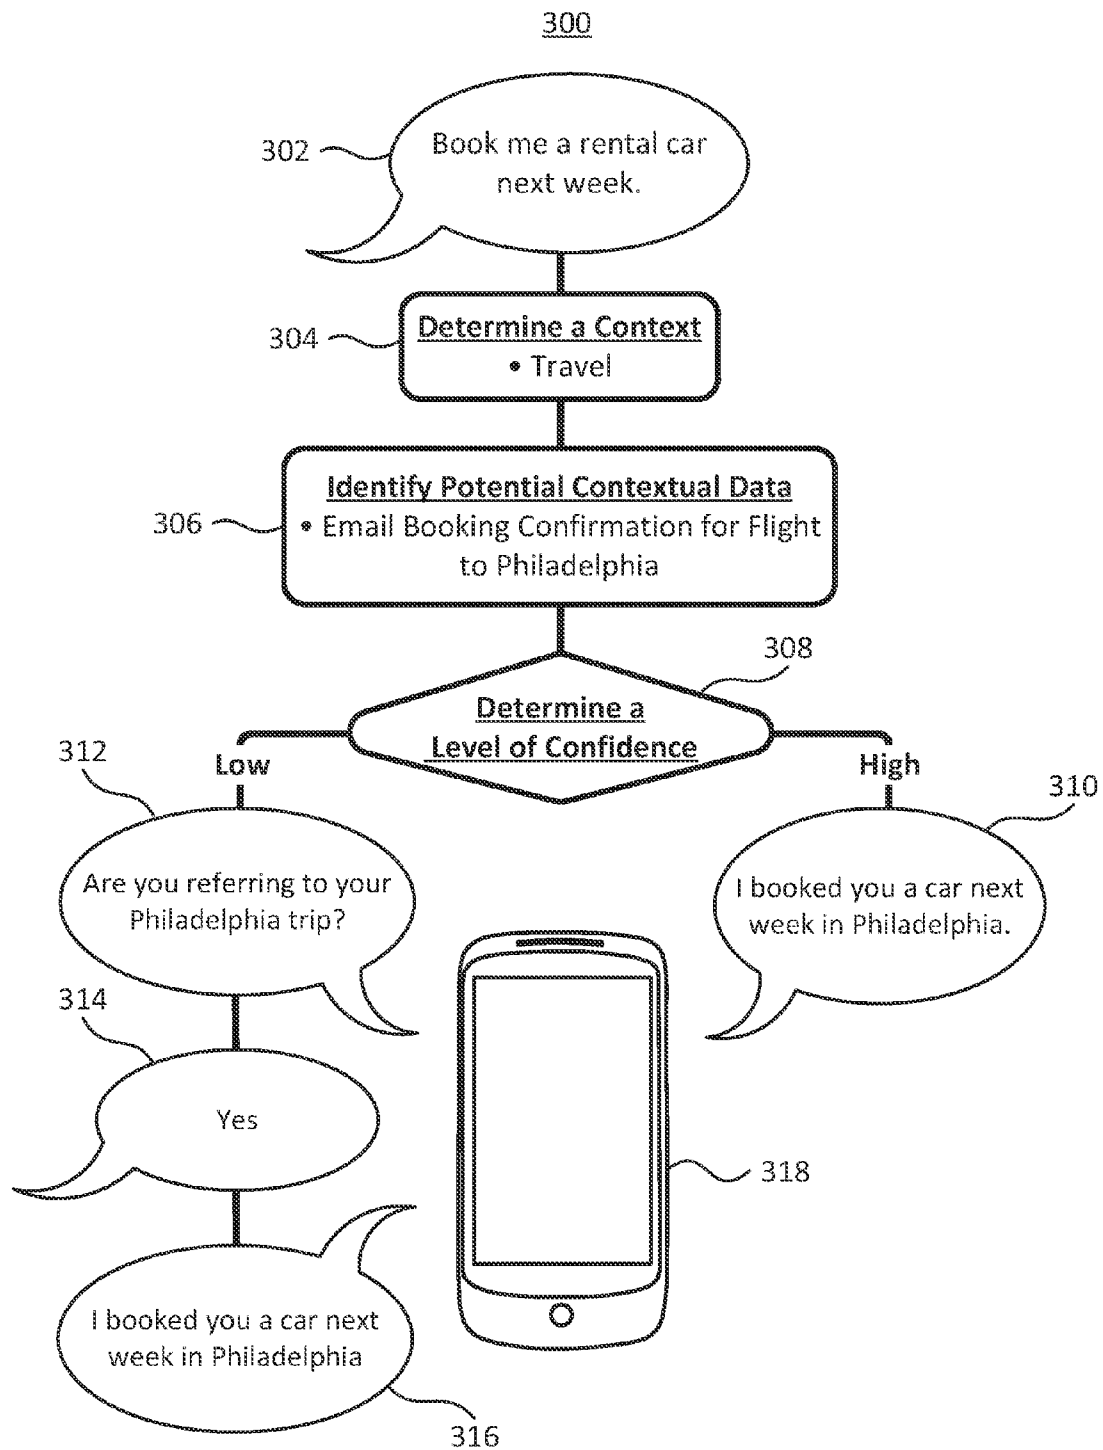 300
302
Book me a rental car
next week.
304
Determine a Context
• Travel
306
Identify Potential Contextual Data
• Email Booking Confirmation for Flight
to Philadelphia
308
Determine a
Level of Confidence
Low
High
312
310
Are you referring to your
Philadelphia trip?
I booked you a car next
week in Philadelphia.
314
Yes
318
I booked you a car next
week in Philadelphia
316